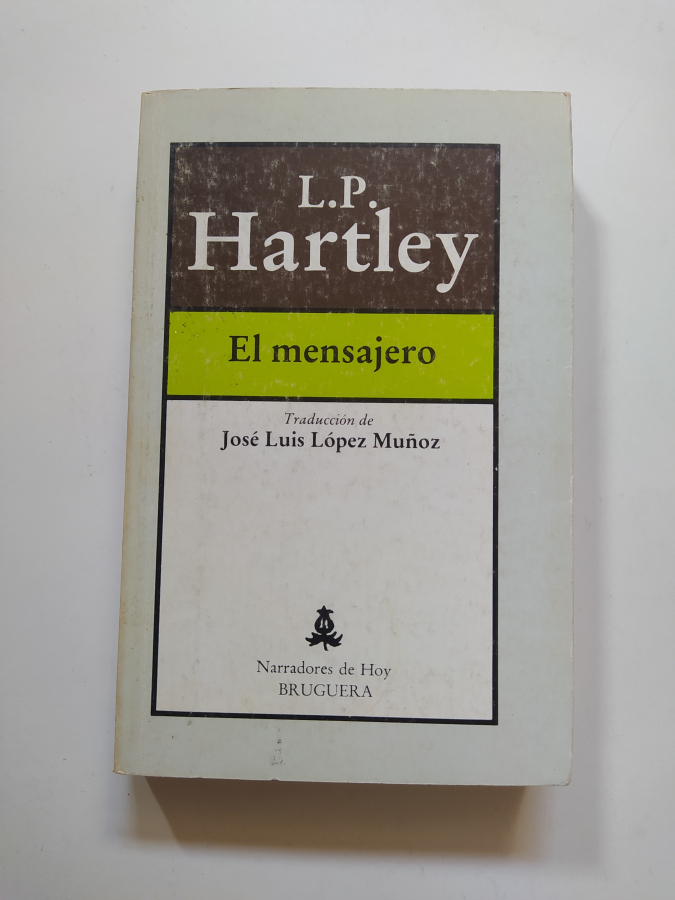 L.P.
Hartley
El mensajero
Traducción de
José Luis López Muñoz
Narradores de Hoy
BRUGUERA